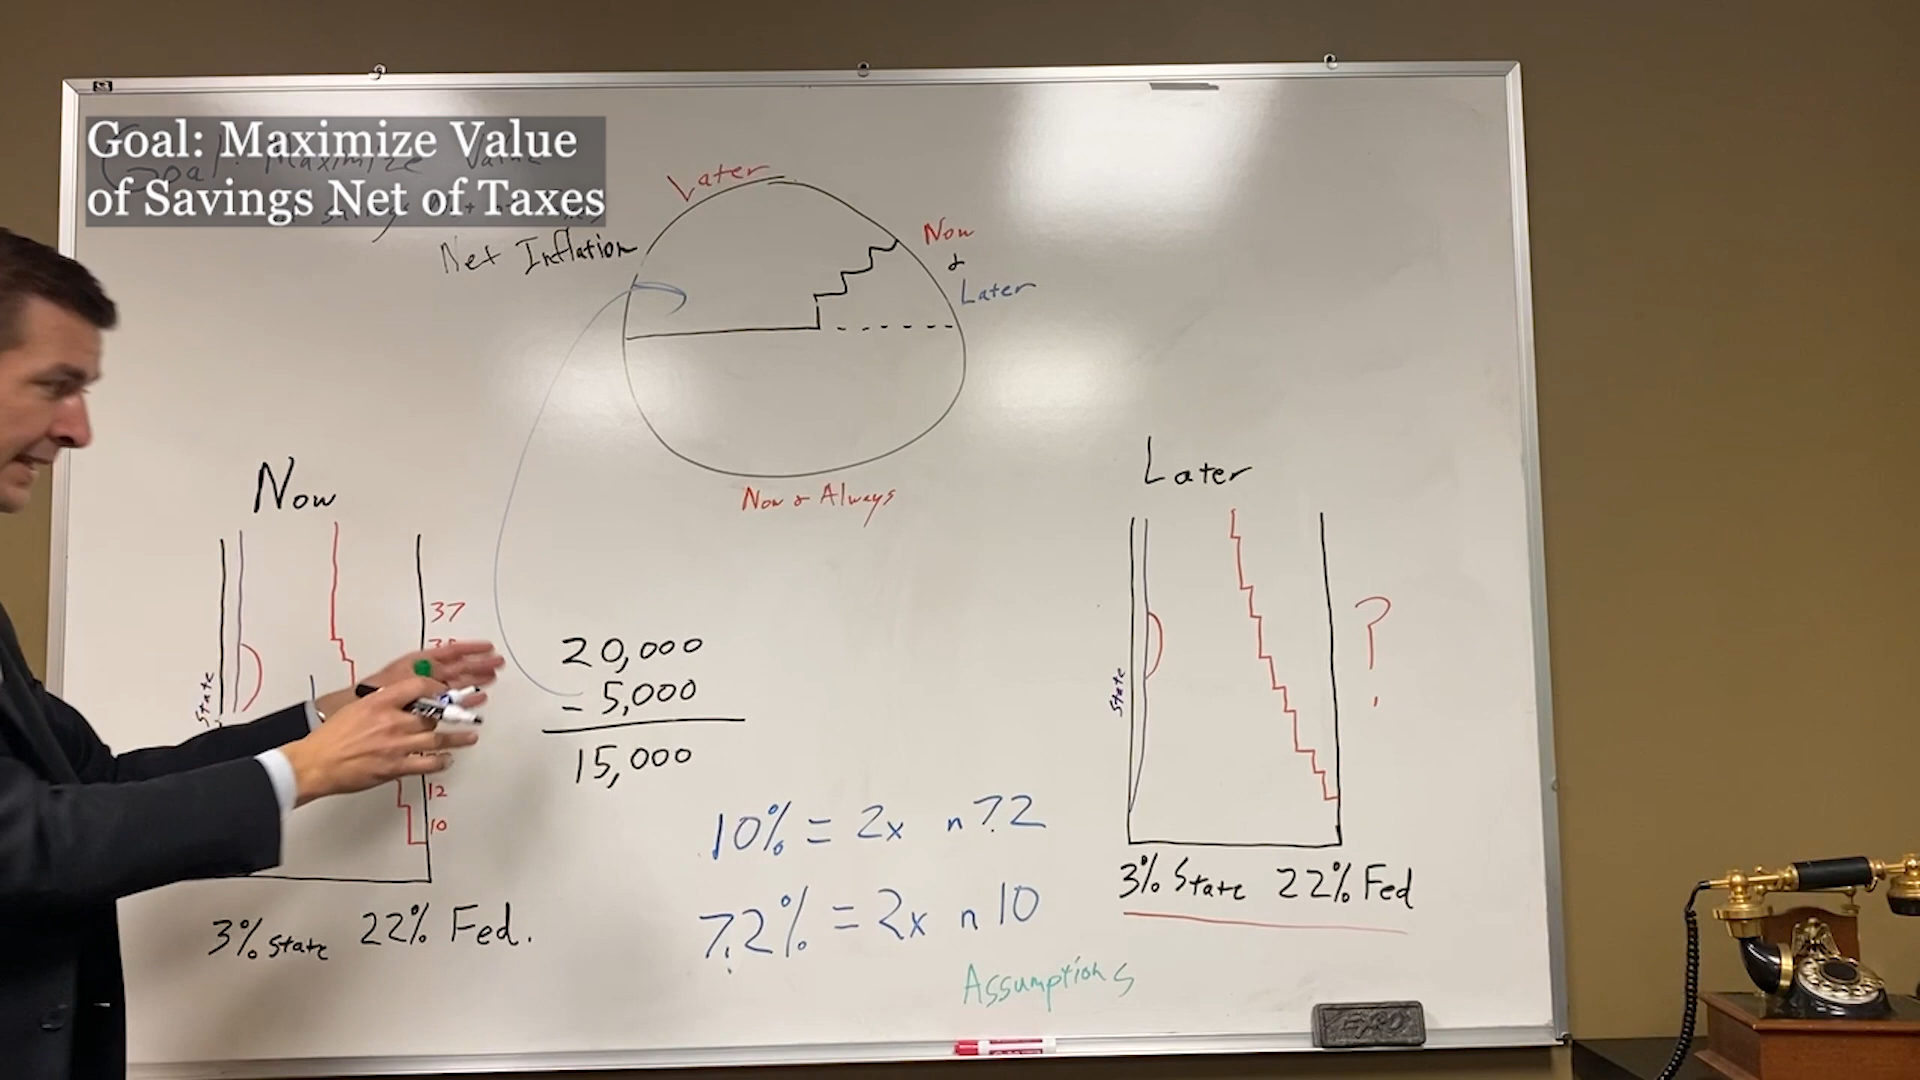 Goal: Maximize Value
of Savings Net of Taxes
Later
Net Inflation
Now
&
Later
Now & Always
Now
37
35
State
12
10
3% State 22% Fed.
20,000
- 5,000
15,000
10% = 2x n 7.2
7.2% = 2x n 10
Assumptions
Later
State
?
3% State 22% Fed
EXPO